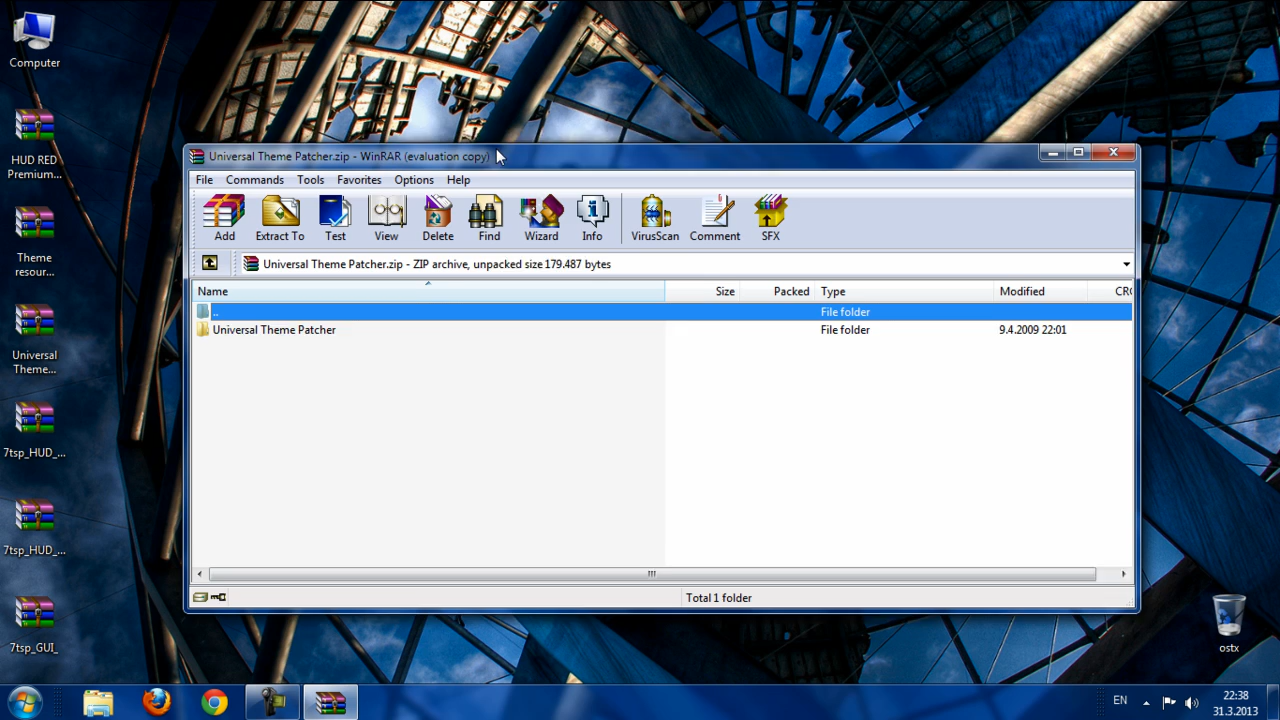 Computer
HUD RED
Premium...
Theme
resour...
Universal
Theme...
7tsp_HUD_...
7tsp_HUD_...
7tsp_GUI_
Universal Theme Patcher.zip - WinRAR (evaluation copy)
File Commands Tools Favorites Options Help
Add Extract To Test View Delete Find Wizard Info VirusScan Comment SFX
Universal Theme Patcher.zip - ZIP archive, unpacked size 179.487 bytes
Name Size Packed Type Modified CRC
.. File folder
Universal Theme Patcher File folder 9.4.2009 22:01
Total 1 folder
ostx
EN 22:38
31.3.2013